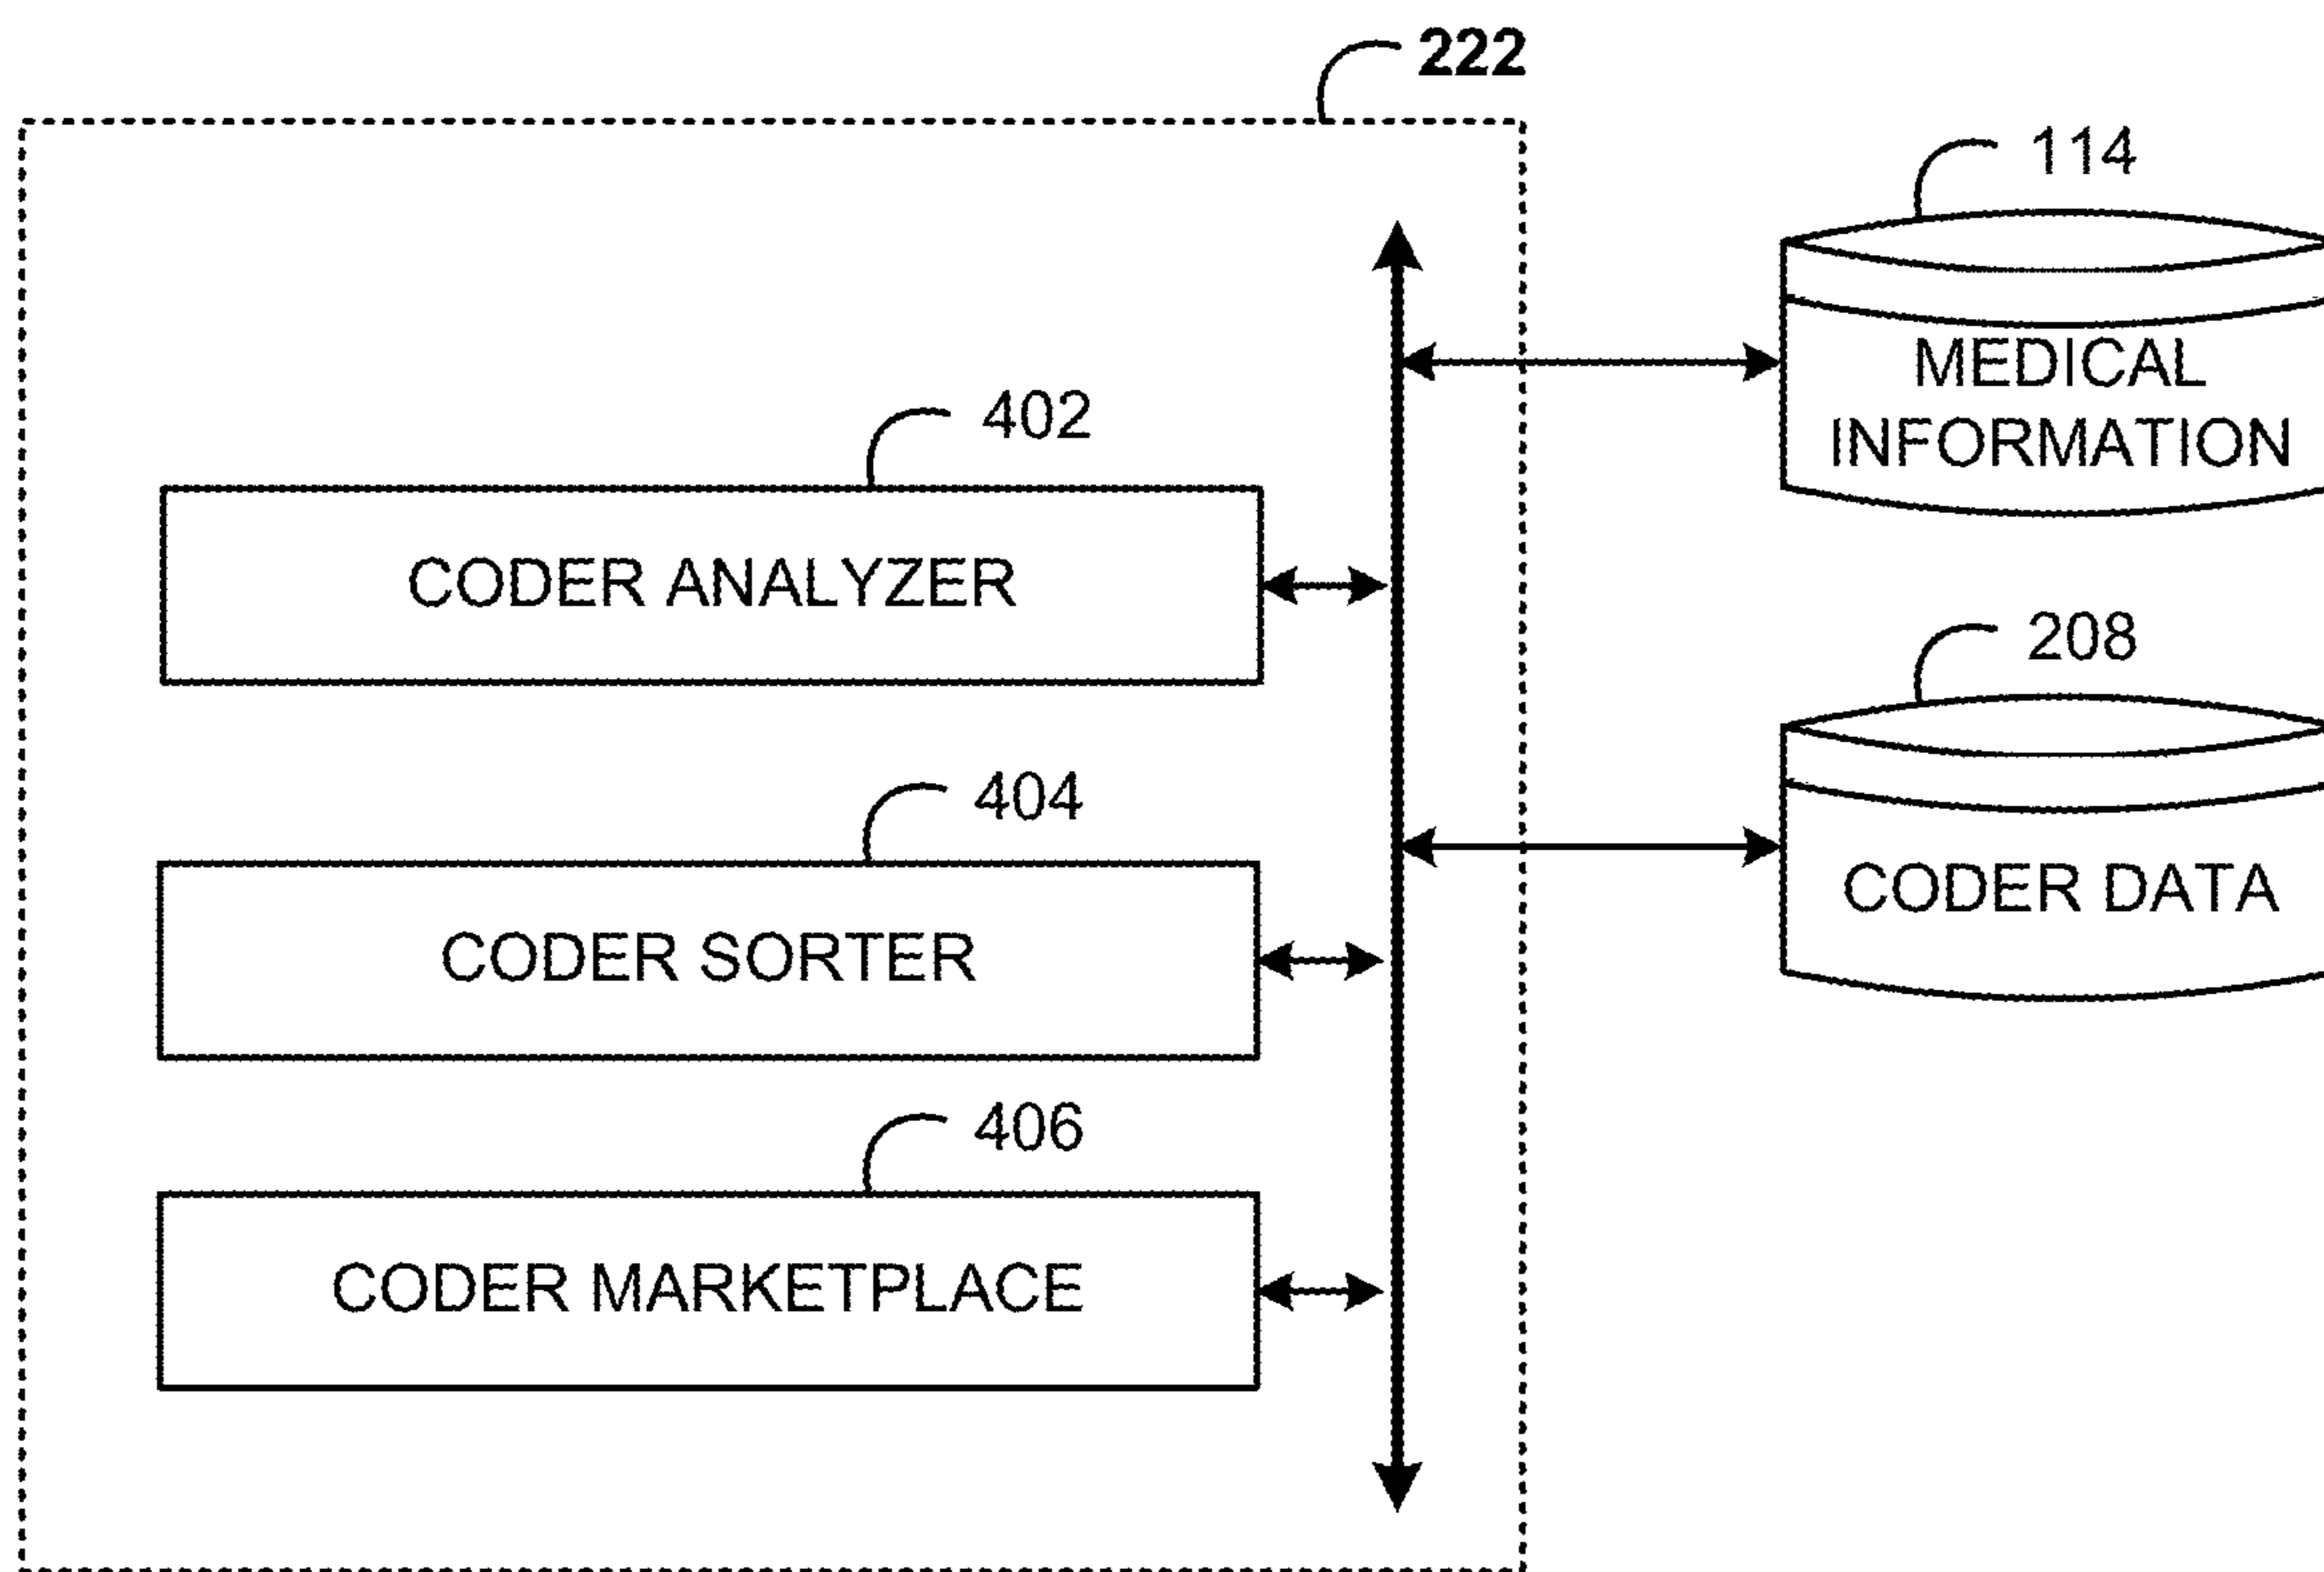 222
114
MEDICAL
INFORMATION
402
CODER ANALYZER
208
CODER DATA
404
CODER SORTER
406
CODER MARKETPLACE